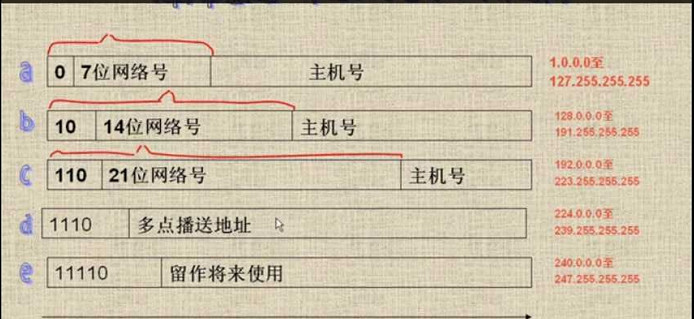 a 0 7位网络号 主机号 1.0.0.0至
127.255.255.255
b 10 14位网络号 主机号 128.0.0.0至
191.255.255.255
c 110 21位网络号 主机号 192.0.0.0至
223.255.255.255
d 1110 多点播送地址 224.0.0.0至
239.255.255.255
e 11110 留作将来使用 240.0.0.0至
247.255.255.255